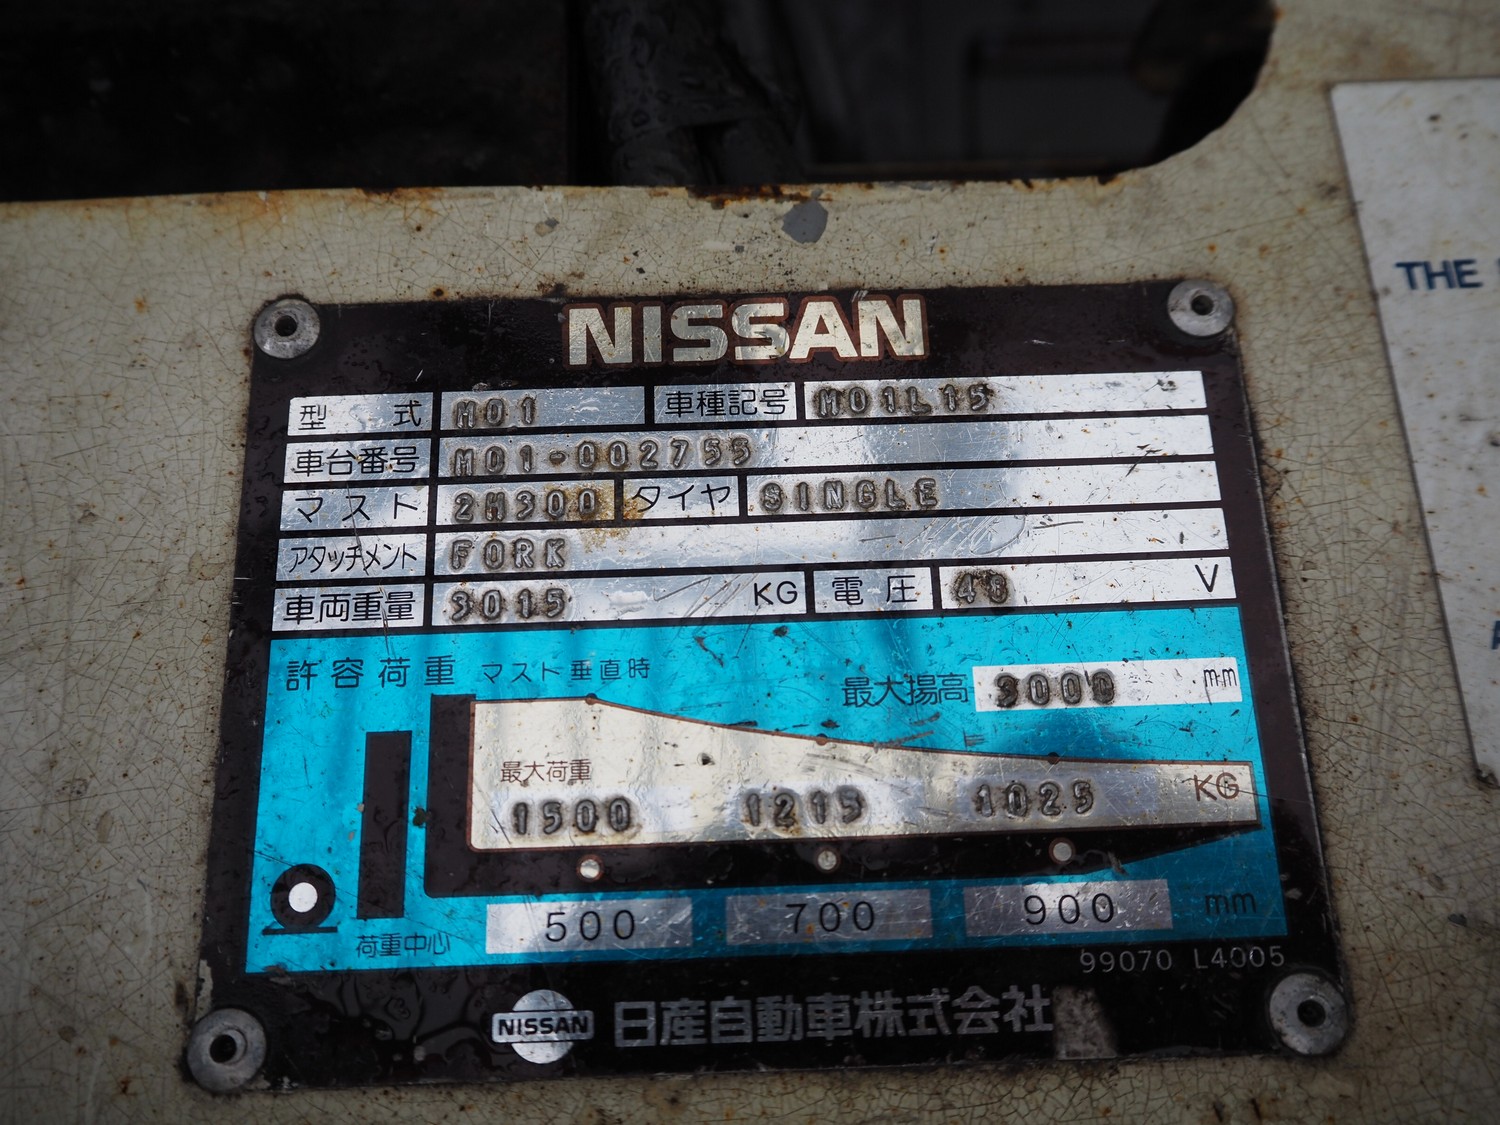 NISSAN
型式 M01 車種記号 M01L15
車台番号 M01-002755
マスト 2M300 タイヤ SINGLE
アタッチメント FORK
車両重量 3015 KG 電圧 48 V
許容荷重 マスト垂直時
最大揚高 3000 mm
最大荷重
1500 1215 1025 KG
500 700 900 mm
荷重中心
99070 L4005
NISSAN 日産自動車株式会社
THE